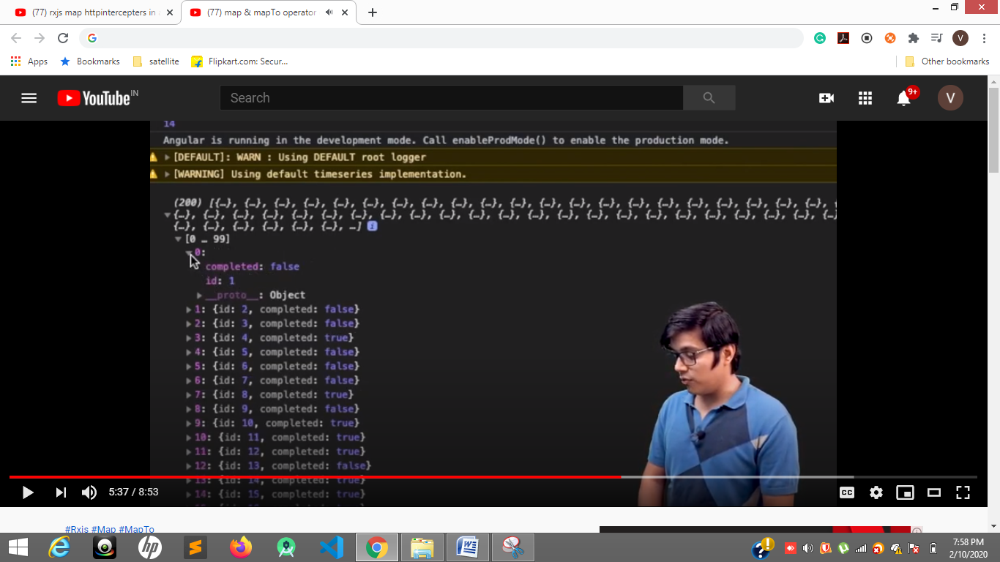 (77) rxjs map httpintercepters in
(77) map & mapTo operator
V
Apps
Bookmarks
satellite
Flipkart.com: Secur...
Other bookmarks
YouTube IN
Search
9+
V
14
Angular is running in the development mode. Call enableProdMode() to enable the production mode.
[DEFAULT]: WARN : Using DEFAULT root logger
[WARNING] Using default timeseries implementation.
(200) [{…}, {…}, {…}, {…}, {…}, {…}, {…}, {…}, {…}, {…}, {…}, {…}, {…}, {…}, {…}, {…}, {…}, {…}, {…}, {…}, {…},
{…}, {…}, {…}, {…}, {…}, {…}, {…}, {…}, {…}, {…}, {…}, {…}, {…}, {…}, {…}, {…}, {…}, {…}, {…}, {…}, {…}, {…},
{…}, {…}, {…}, {…}, {…}, {…}, …] i
[0 … 99]
0:
completed: false
id: 1
__proto__: Object
1: {id: 2, completed: false}
2: {id: 3, completed: false}
3: {id: 4, completed: true}
4: {id: 5, completed: false}
5: {id: 6, completed: false}
6: {id: 7, completed: false}
7: {id: 8, completed: true}
8: {id: 9, completed: false}
9: {id: 10, completed: true}
10: {id: 11, completed: true}
11: {id: 12, completed: true}
12: {id: 13, completed: false}
13: {id: 14, completed: true}
14: {id: 15, completed: true}
5:37 / 8:53
CC
#Rxjs #Map #MapTo
7:58 PM
2/10/2020